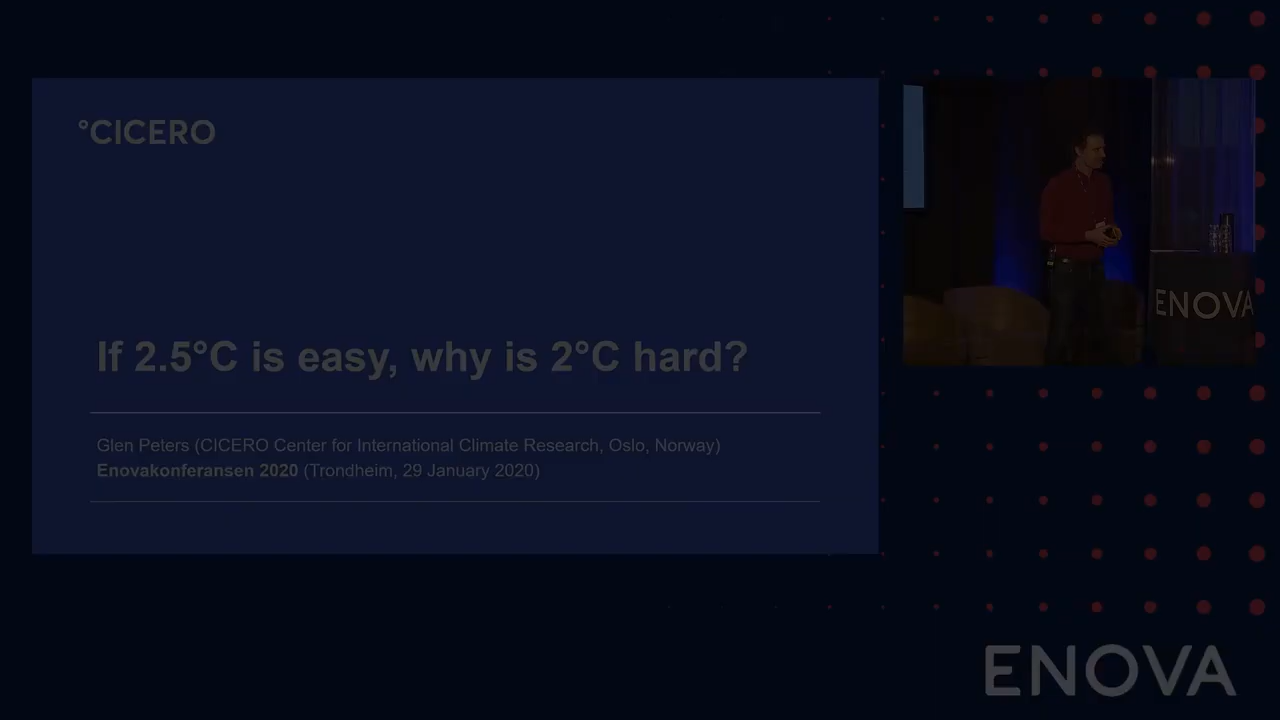 °CICERO
If 2.5°C is easy, why is 2°C hard?
Glen Peters (CICERO Center for International Climate Research, Oslo, Norway)
Enovakonferansen 2020 (Trondheim, 29 January 2020)
ENOVA
ENOVA